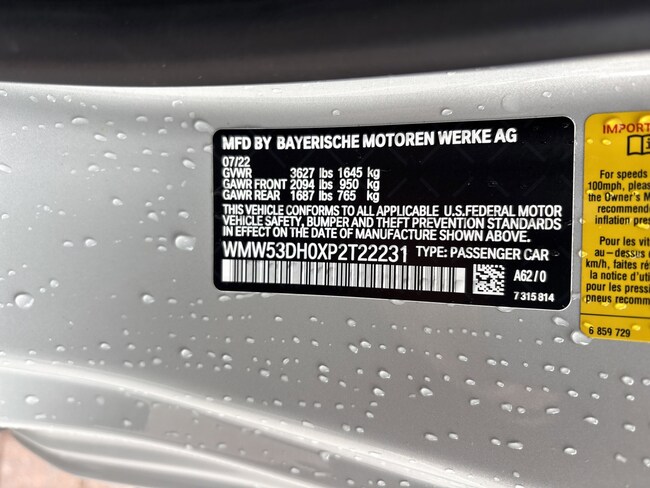 MFD BY BAYERISCHE MOTOREN WERKE AG
07/22
GVWR 3627 lbs 1645 kg
GAWR FRONT 2094 lbs 950 kg
GAWR REAR 1687 lbs 765 kg
THIS VEHICLE CONFORMS TO ALL APPLICABLE U.S.FEDERAL MOTOR
VEHICLE SAFETY, BUMPER AND THEFT PREVENTION STANDARDS
IN EFFECT ON THE DATE OF MANUFACTURE SHOWN ABOVE.
WMW53DH0XP2T22231 TYPE: PASSENGER CAR
A62/0
7 315 814
For speeds
100mph, plea
the Owner's M
recommende
inflation pres
Pour les vit
au-dessus d
km/h, faites ré
la notice d'uti
pour les press
pneus recomm
6 859 729